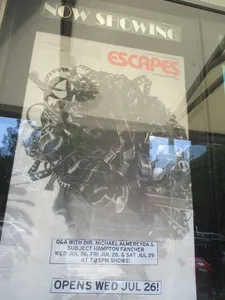 NOW SHOWING
ESCAPES
Q&A WITH DIR. MICHAEL ALMEREYDA &
SUBJECT HAMPTON FANCHER
WED JUL 26, FRI JUL 28, & SAT JUL 29
AT 7:15PM SHOWS!
OPENS WED JUL 26!